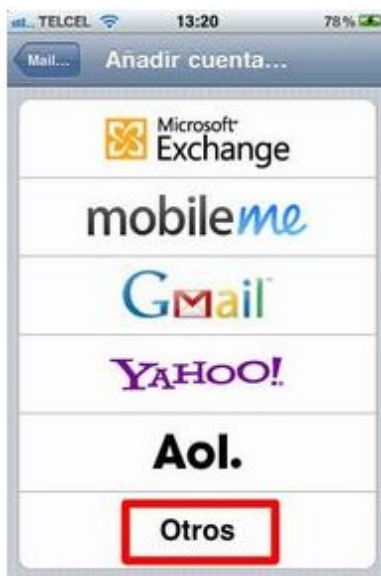 TELCEL 13:20 78%
Mail... Añadir cuenta...
Microsoft
Exchange
mobileme
Gmail
YAHOO!
Aol.
Otros